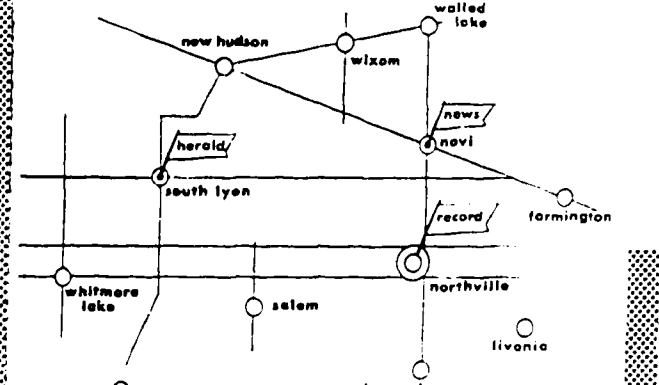 walled
lake
new hudson
wixom
news
novi
herald
south lyon
record
farmington
northville
whitmore
lake
salem
livonia